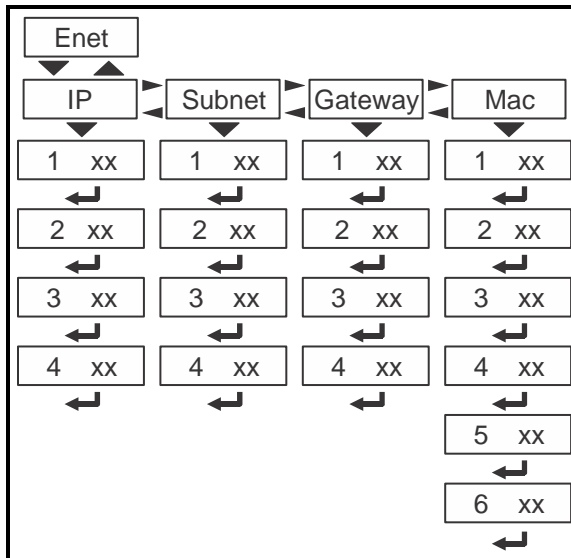 Enet
IP Subnet Gateway Mac
1 xx 1 xx 1 xx 1 xx
2 xx 2 xx 2 xx 2 xx
3 xx 3 xx 3 xx 3 xx
4 xx 4 xx 4 xx 4 xx
5 xx
6 xx